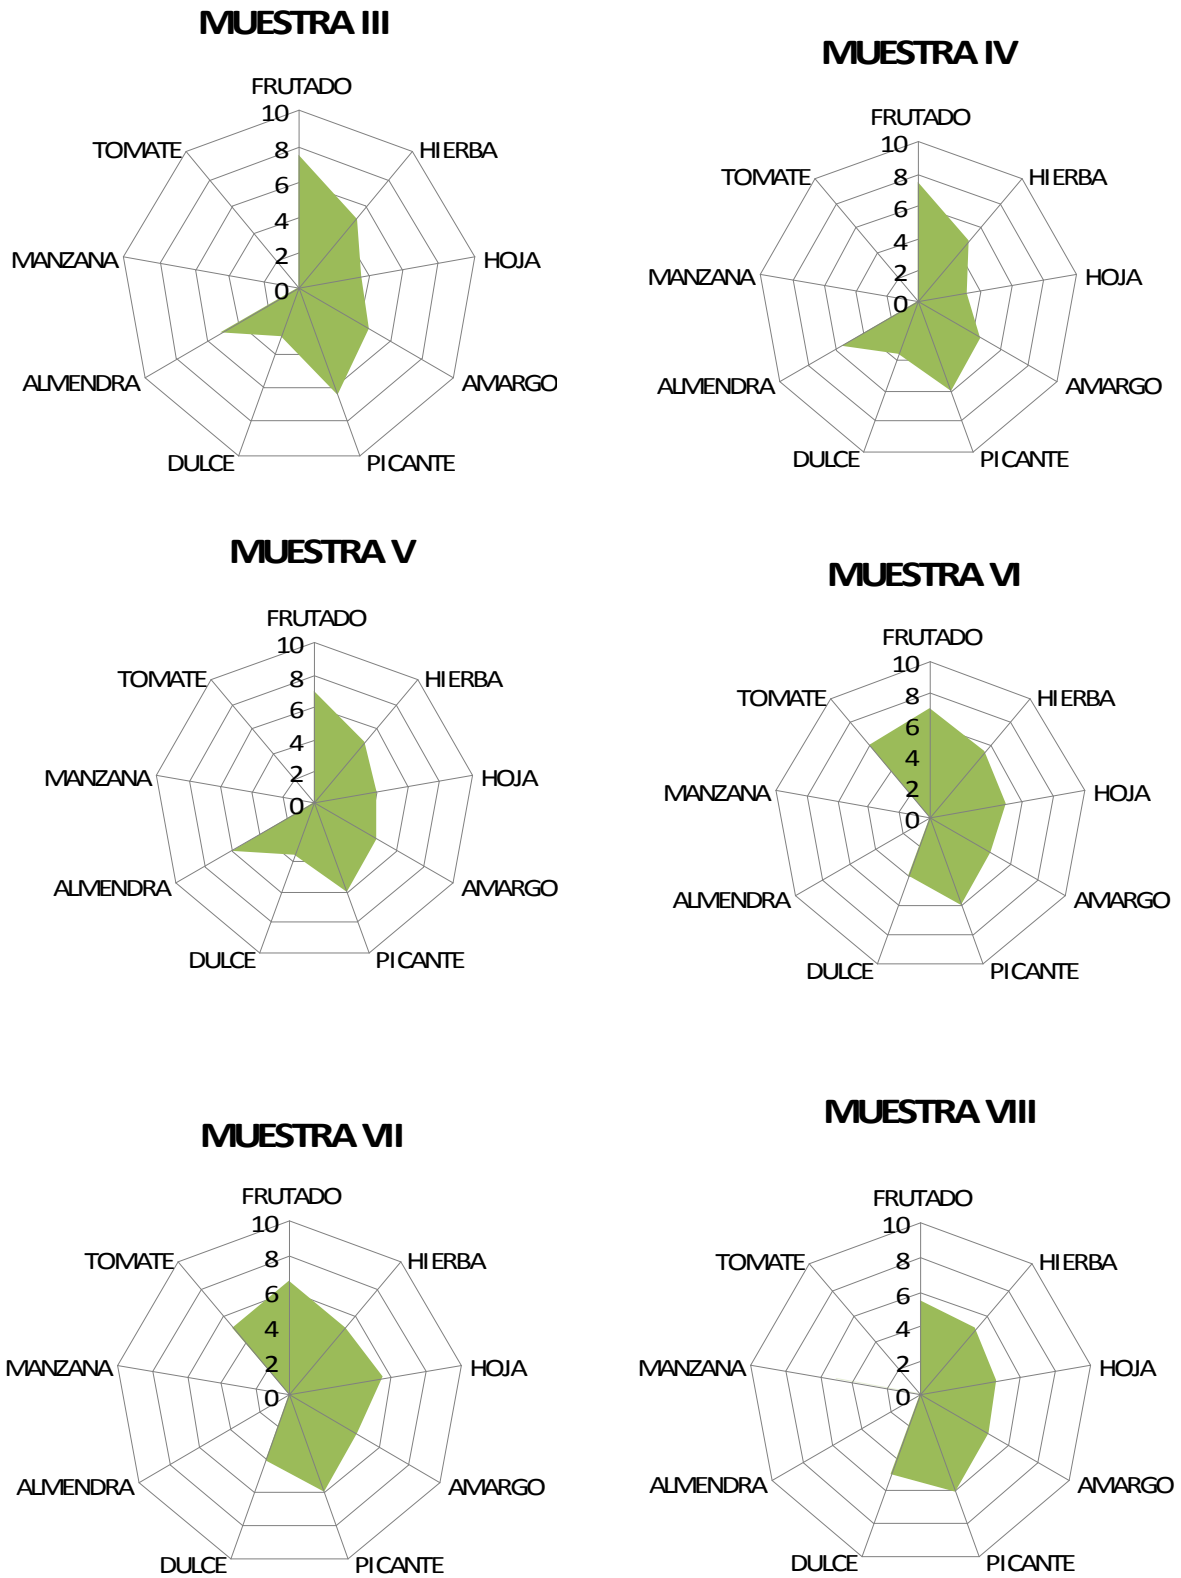 MUESTRA III
FRUTADO
10
TOMATE
HIERBA
8
6
4
MANZANA
HOJA
2
0
ALMENDRA
AMARGO
DULCE
PICANTE
MUESTRA IV
FRUTADO
10
TOMATE
HIERBA
8
6
4
MANZANA
HOJA
2
0
ALMENDRA
AMARGO
DULCE
PICANTE
MUESTRA V
FRUTADO
10
TOMATE
HIERBA
8
6
4
MANZANA
HOJA
2
0
ALMENDRA
AMARGO
DULCE
PICANTE
MUESTRA VI
FRUTADO
10
TOMATE
HIERBA
8
6
4
MANZANA
HOJA
2
0
ALMENDRA
AMARGO
DULCE
PICANTE
MUESTRA VII
FRUTADO
10
TOMATE
HIERBA
8
6
4
MANZANA
HOJA
2
0
ALMENDRA
AMARGO
DULCE
PICANTE
MUESTRA VIII
FRUTADO
10
TOMATE
HIERBA
8
6
4
MANZANA
HOJA
2
0
ALMENDRA
AMARGO
DULCE
PICANTE